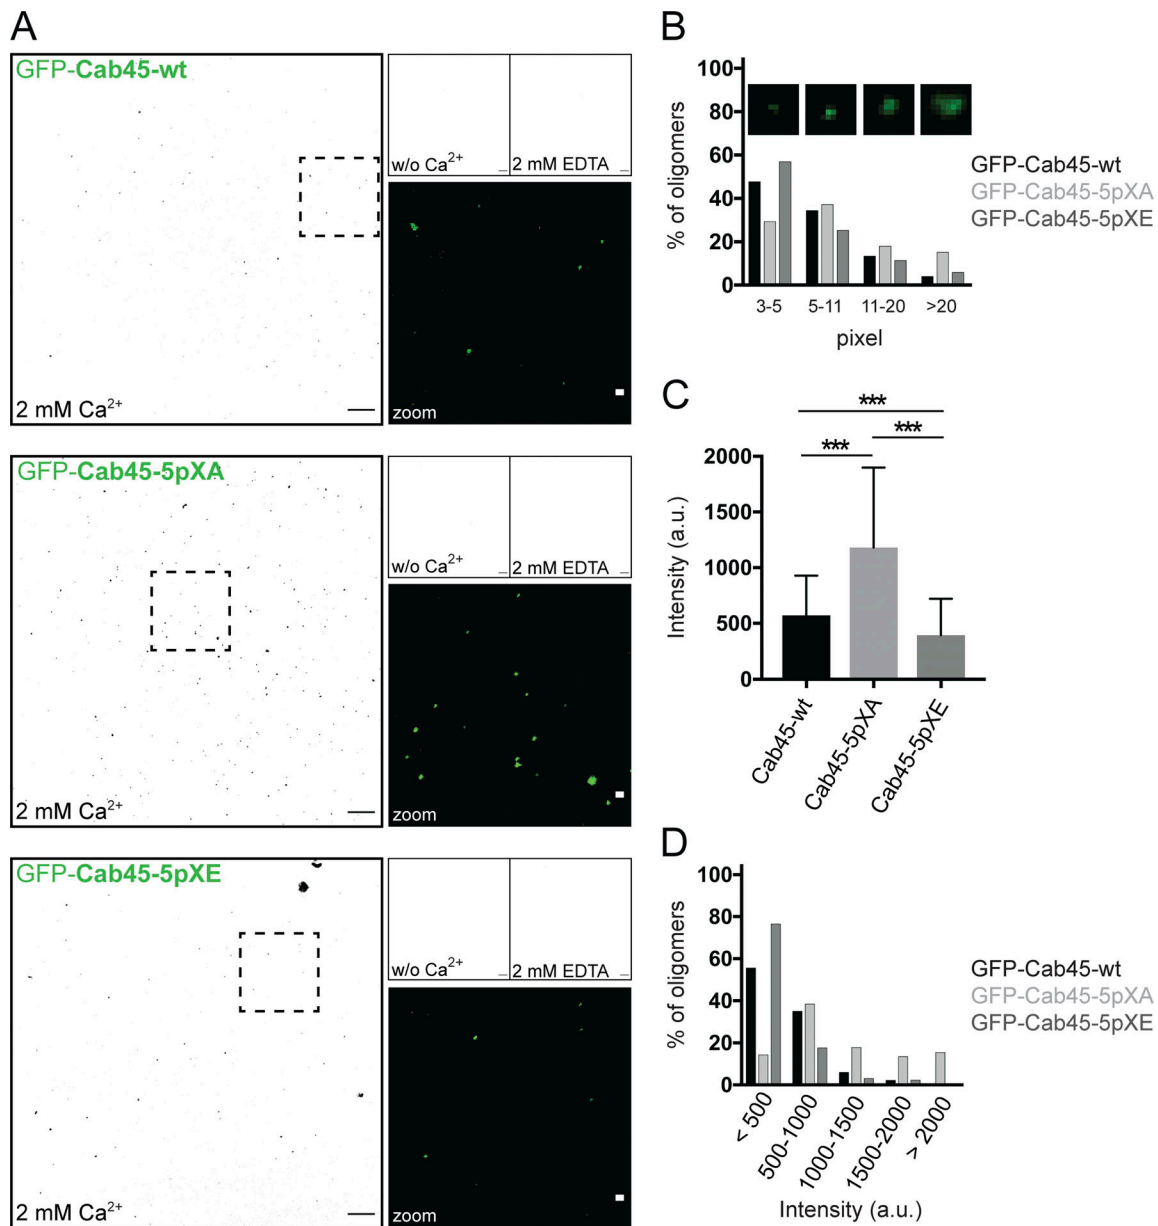 A
GFP-Cab45-wt
2 mM Ca²⁺
w/o Ca²⁺
2 mM EDTA
zoom
GFP-Cab45-5pXA
2 mM Ca²⁺
w/o Ca²⁺
2 mM EDTA
zoom
GFP-Cab45-5pXE
2 mM Ca²⁺
w/o Ca²⁺
2 mM EDTA
zoom
B
% of oligomers
100
80
60
40
20
0
3-5 5-11 11-20 >20
pixel
GFP-Cab45-wt
GFP-Cab45-5pXA
GFP-Cab45-5pXE
C
***
*** ***
Intensity (a.u.)
2000
1500
1000
500
0
Cab45-wt
Cab45-5pXA
Cab45-5pXE
D
% of oligomers
100
80
60
40
20
0
< 500
500-1000
1000-1500
1500-2000
> 2000
Intensity (a.u.)
GFP-Cab45-wt
GFP-Cab45-5pXA
GFP-Cab45-5pXE